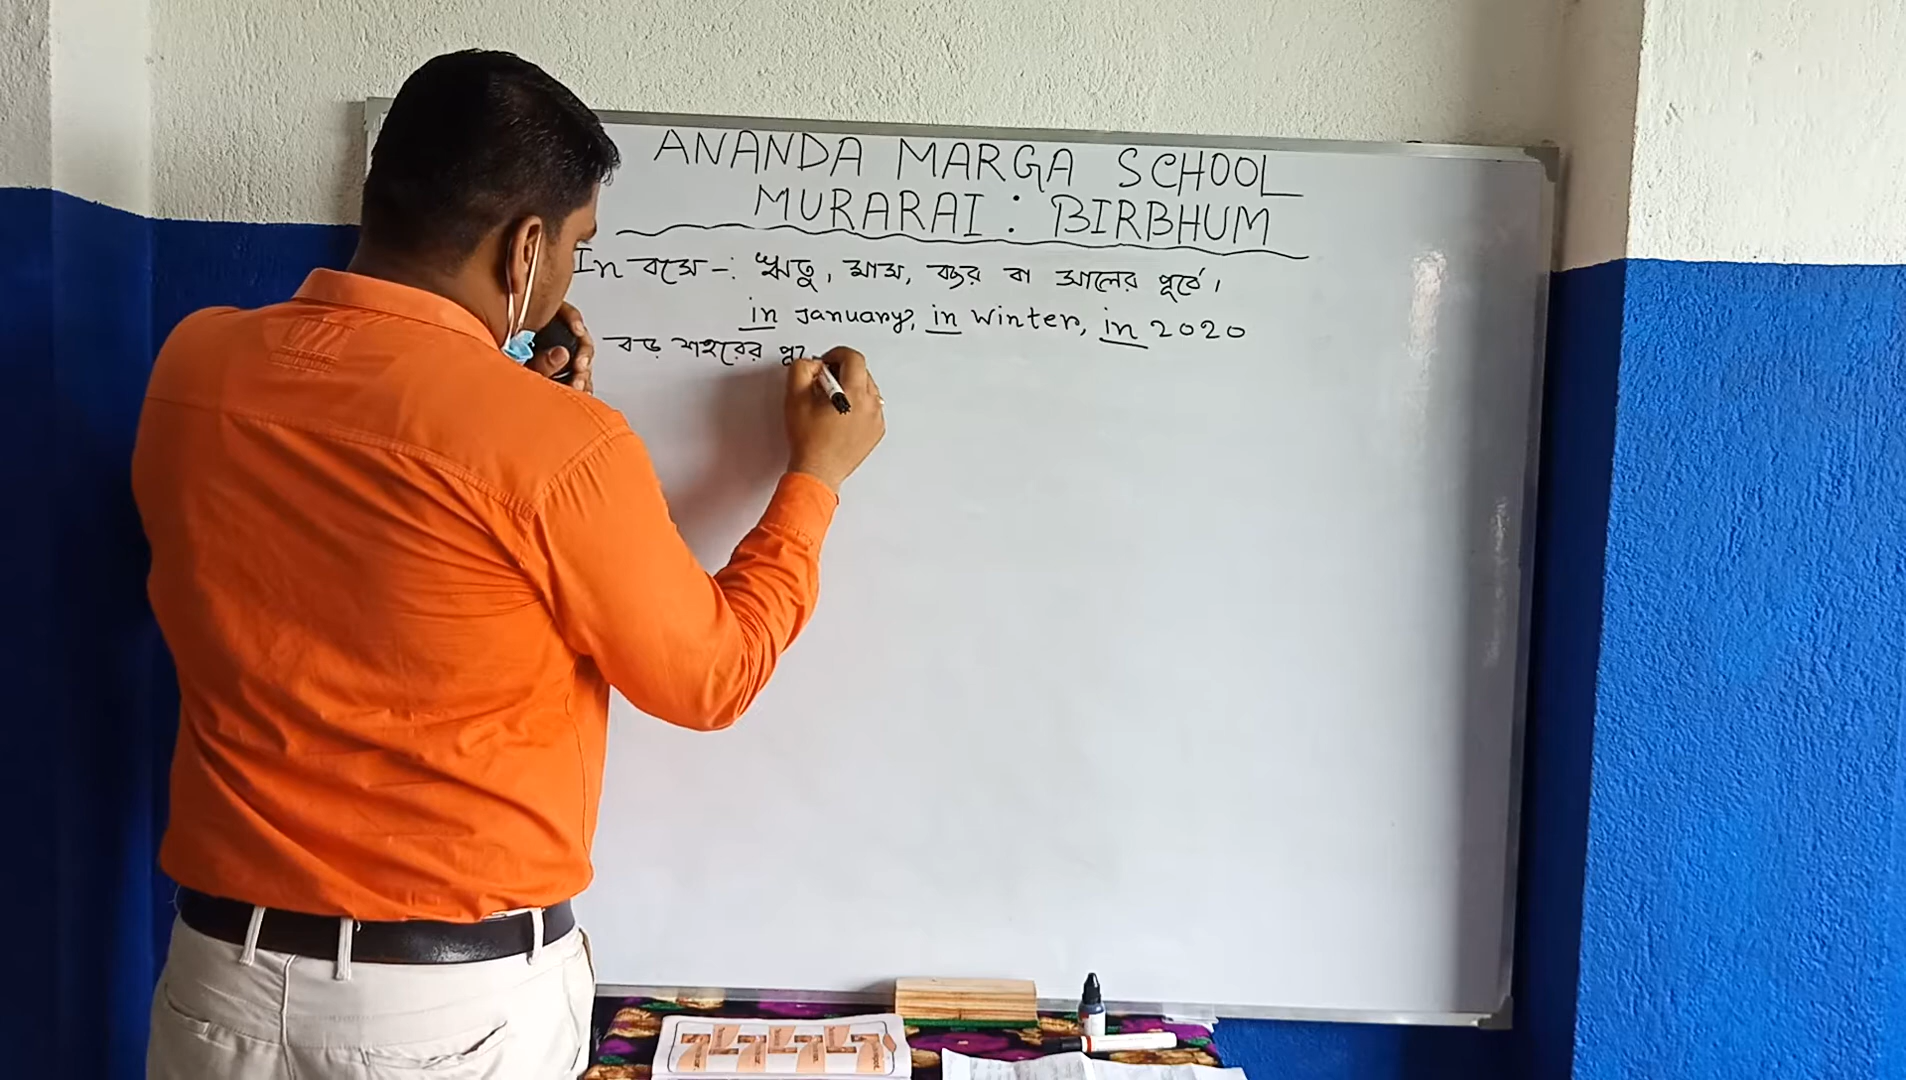 ANANDA MARGA SCHOOL
MURARAI : BIRBHUM
In বসে -: ঋতু, মাস, বছর বা সালের পূর্বে।
in january, in winter, in 2020
বড় শহরের